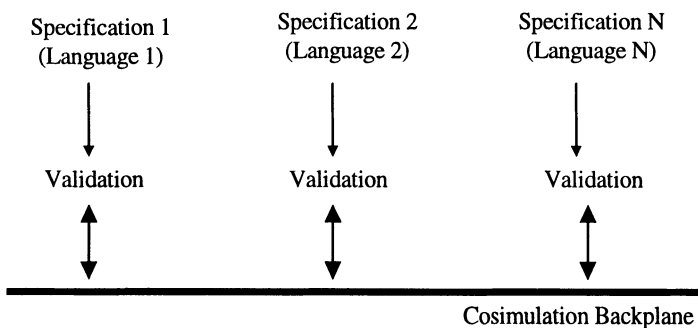 Specification 1
(Language 1)
Specification 2
(Language 2)
Specification N
(Language N)
Validation
Validation
Validation
Cosimulation Backplane